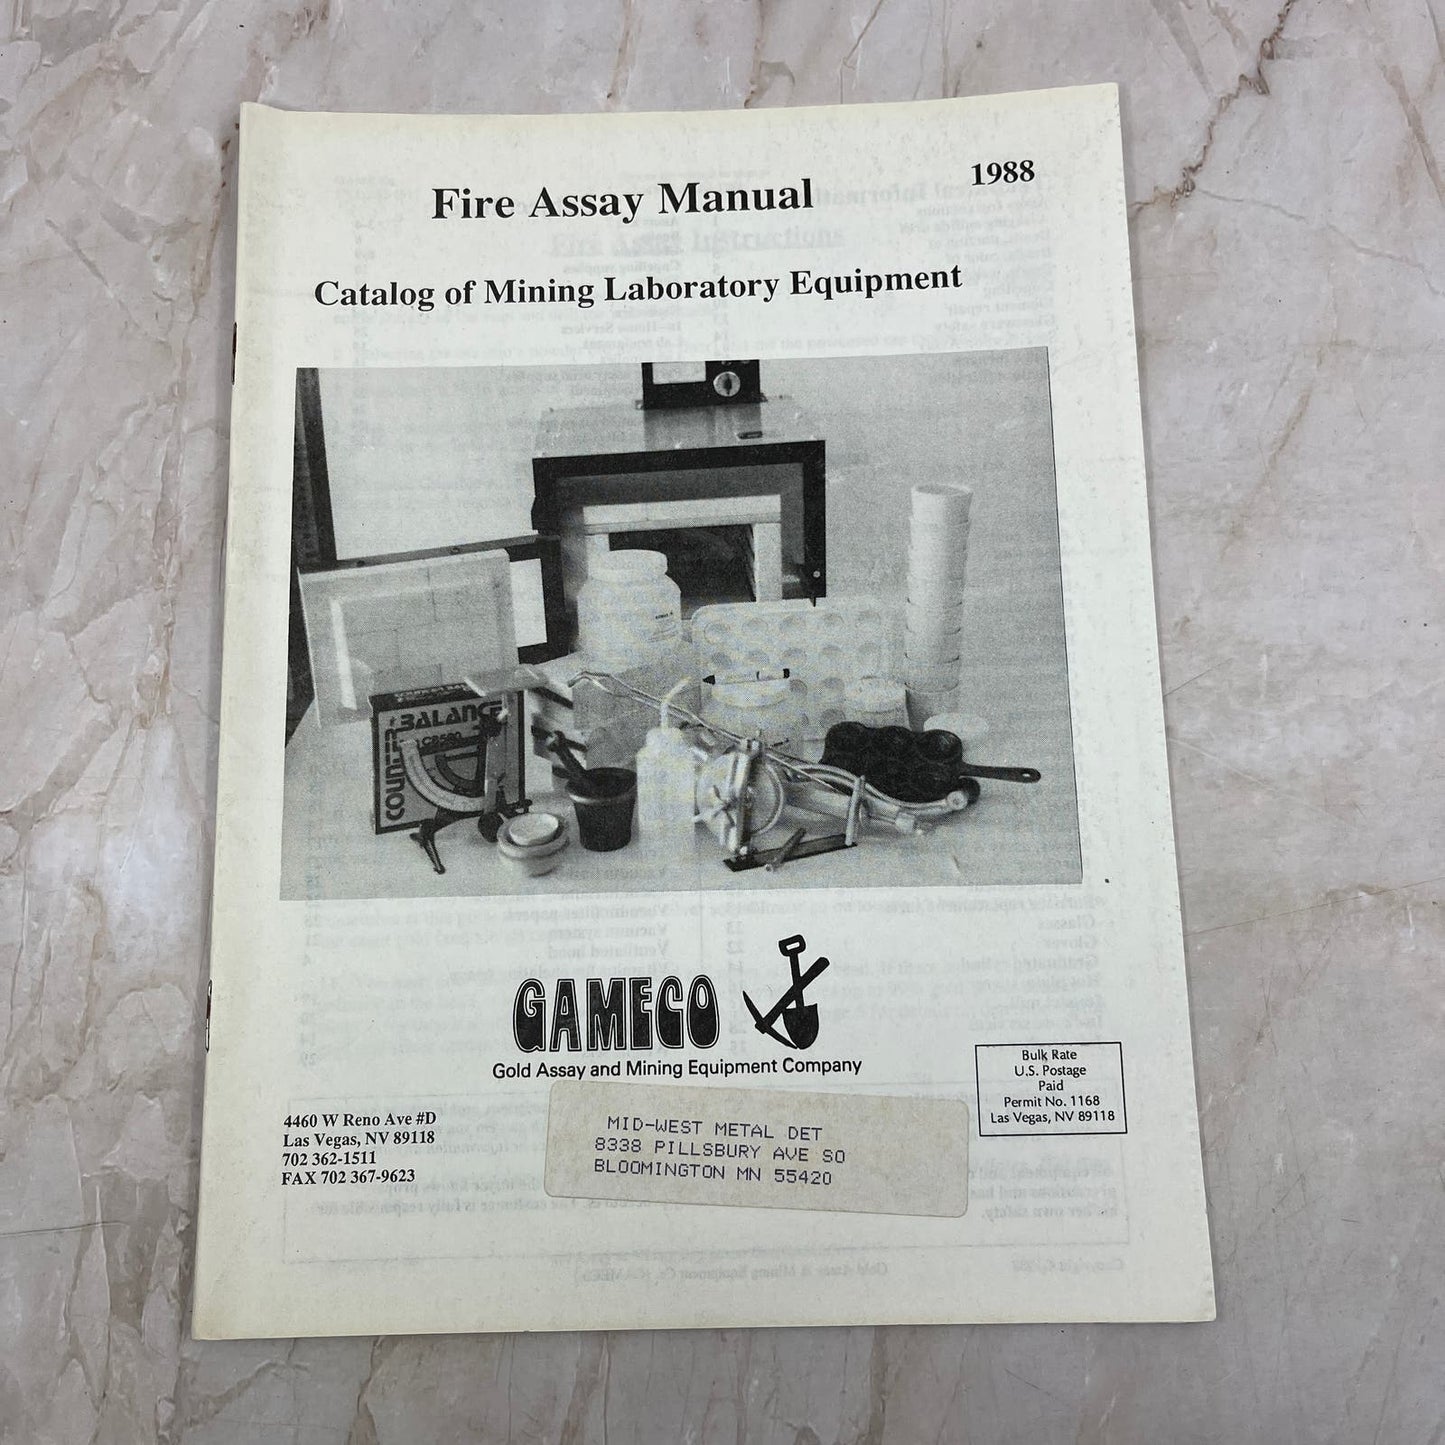 1988
Fire Assay Manual
Catalog of Mining Laboratory Equipment
COUNTER
BALANCE
GAMECO
Gold Assay and Mining Equipment Company
Bulk Rate
U.S. Postage
Paid
Permit No. 1168
Las Vegas, NV 89118
4460 W Reno Ave #D
Las Vegas, NV 89118
702 362-1511
FAX 702 367-9623
MID-WEST METAL DET
8338 PILLSBURY AVE SO
BLOOMINGTON MN 55420